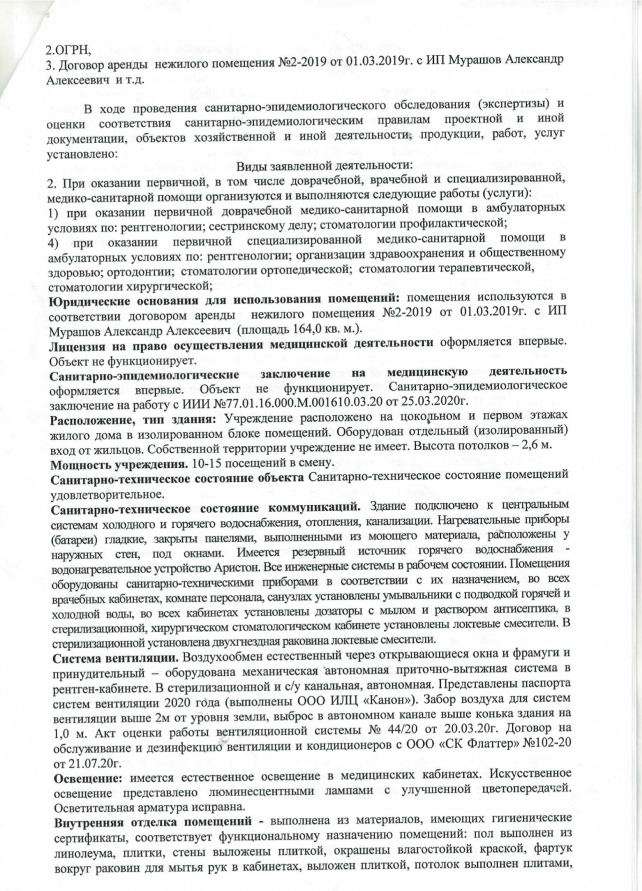 2.ОГРН,
3. Договор аренды нежилого помещения №2-2019 от 01.03.2019г. с ИП Мурашов Александр
Алексеевич и т.д.
В ходе проведения санитарно-эпидемиологического обследования (экспертизы) и
оценки соответствия санитарно-эпидемиологическим правилам проектной и иной
документации, объектов хозяйственной и иной деятельности, продукции, работ, услуг
установлено:
Виды заявленной деятельности:
2. При оказании первичной, в том числе доврачебной, врачебной и специализированной,
медико-санитарной помощи организуются и выполняются следующие работы (услуги):
1) при оказании первичной доврачебной медико-санитарной помощи в амбулаторных
условиях по: рентгенологии; сестринскому делу; стоматологии профилактической;
4) при оказании первичной специализированной медико-санитарной помощи в
амбулаторных условиях по: рентгенологии; организации здравоохранения и общественному
здоровью; ортодонтии; стоматологии ортопедической; стоматологии терапевтической,
стоматологии хирургической;
Юридические основания для использования помещений: помещения используются в
соответствии договором аренды нежилого помещения №2-2019 от 01.03.2019г. с ИП
Мурашов Александр Алексеевич (площадь 164,0 кв. м.).
Лицензия на право осуществления медицинской деятельности оформляется впервые.
Объект не функционирует.
Санитарно-эпидемиологические заключение на медицинскую деятельность
оформляется впервые. Объект не функционирует. Санитарно-эпидемиологическое
заключение на работу с ИИИ №77.01.16.000.М.001610.03.20 от 25.03.2020г.
Расположение, тип здания: Учреждение расположено на цокольном и первом этажах
жилого дома в изолированном блоке помещений. Оборудован отдельный (изолированный)
вход от жильцов. Собственной территории учреждение не имеет. Высота потолков – 2,6 м.
Мощность учреждения. 10-15 посещений в смену.
Санитарно-техническое состояние объекта Санитарно-техническое состояние помещений
удовлетворительное.
Санитарно-техническое состояние коммуникаций. Здание подключено к центральным
системам холодного и горячего водоснабжения, отопления, канализации. Нагревательные приборы
(батареи) гладкие, закрыты панелями, выполненными из моющего материала, расположены у
наружных стен, под окнами. Имеется резервный источник горячего водоснабжения -
водонагревательное устройство Аристон. Все инженерные системы в рабочем состоянии. Помещения
оборудованы санитарно-техническими приборами в соответствии с их назначением, во всех
врачебных кабинетах, комнате персонала, санузлах установлены умывальники с подводкой горячей и
холодной воды, во всех кабинетах установлены дозаторы с мылом и раствором антисептика, в
стерилизационной, хирургическом стоматологическом кабинете установлены локтевые смесители. В
стерилизационной установлена двухгнездная раковина локтевые смесители.
Система вентиляции. Воздухообмен естественный через открывающиеся окна и фрамуги и
принудительный – оборудована механическая автономная приточно-вытяжная система в
рентген-кабинете. В стерилизационной и с/у канальная, автономная. Представлены паспорта
систем вентиляции 2020 года (выполнены ООО ИЛЦ «Канон»). Забор воздуха для систем
вентиляции выше 2м от уровня земли, выброс в автономном канале выше конька здания на
1,0 м. Акт оценки работы вентиляционной системы № 44/20 от 20.03.20г. Договор на
обслуживание и дезинфекцию вентиляции и кондиционеров с ООО «СК Флаттер» №102-20
от 21.07.20г.
Освещение: имеется естественное освещение в медицинских кабинетах. Искусственное
освещение представлено люминесцентными лампами с улучшенной цветопередачей.
Осветительная арматура исправна.
Внутренняя отделка помещений - выполнена из материалов, имеющих гигиенические
сертификаты, соответствует функциональному назначению помещений: пол выполнен из
линолеума, плитки, стены выложены плиткой, окрашены влагостойкой краской, фартук
вокруг раковин для мытья рук в кабинетах, выложен плиткой, потолок выполнен плитами,